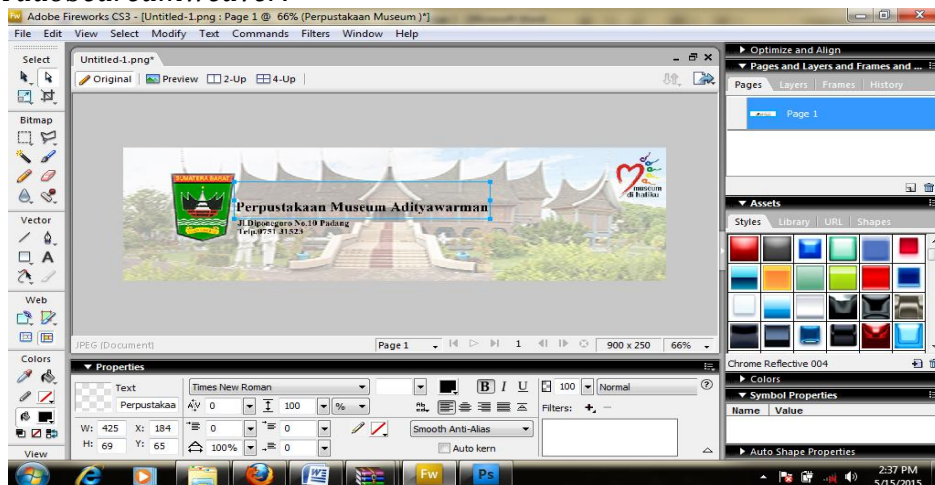 Adobe Fireworks CS3 - [Untitled-1.png : Page 1 @ 66% (Perpustakaan Museum )*]
File Edit View Select Modify Text Commands Filters Window Help
Select
Bitmap
Vector
Web
Colors
View
Untitled-1.png*
Original Preview 2-Up 4-Up
SUMATERA BARAT
museum
di hatiku
Perpustakaan Museum Adityawarman
Jl.Diponegoro No.10 Padang
Telp.0751-31523
JPEG (Document) Page 1 1 900 x 250 66%
Properties
Text Times New Roman B I U 100 Normal
Perpustakaa AV 0 100 % Filters:
W: 425 X: 184 0 0 Smooth Anti-Alias
H: 69 Y: 65 100% 0 Auto kern
Optimize and Align
Pages and Layers and Frames and ...
Pages Layers Frames History
Page 1
Assets
Styles Library URL Shapes
Chrome Reflective 004
Colors
Symbol Properties
Name Value
Auto Shape Properties
Fw Ps
2:37 PM
5/15/2015